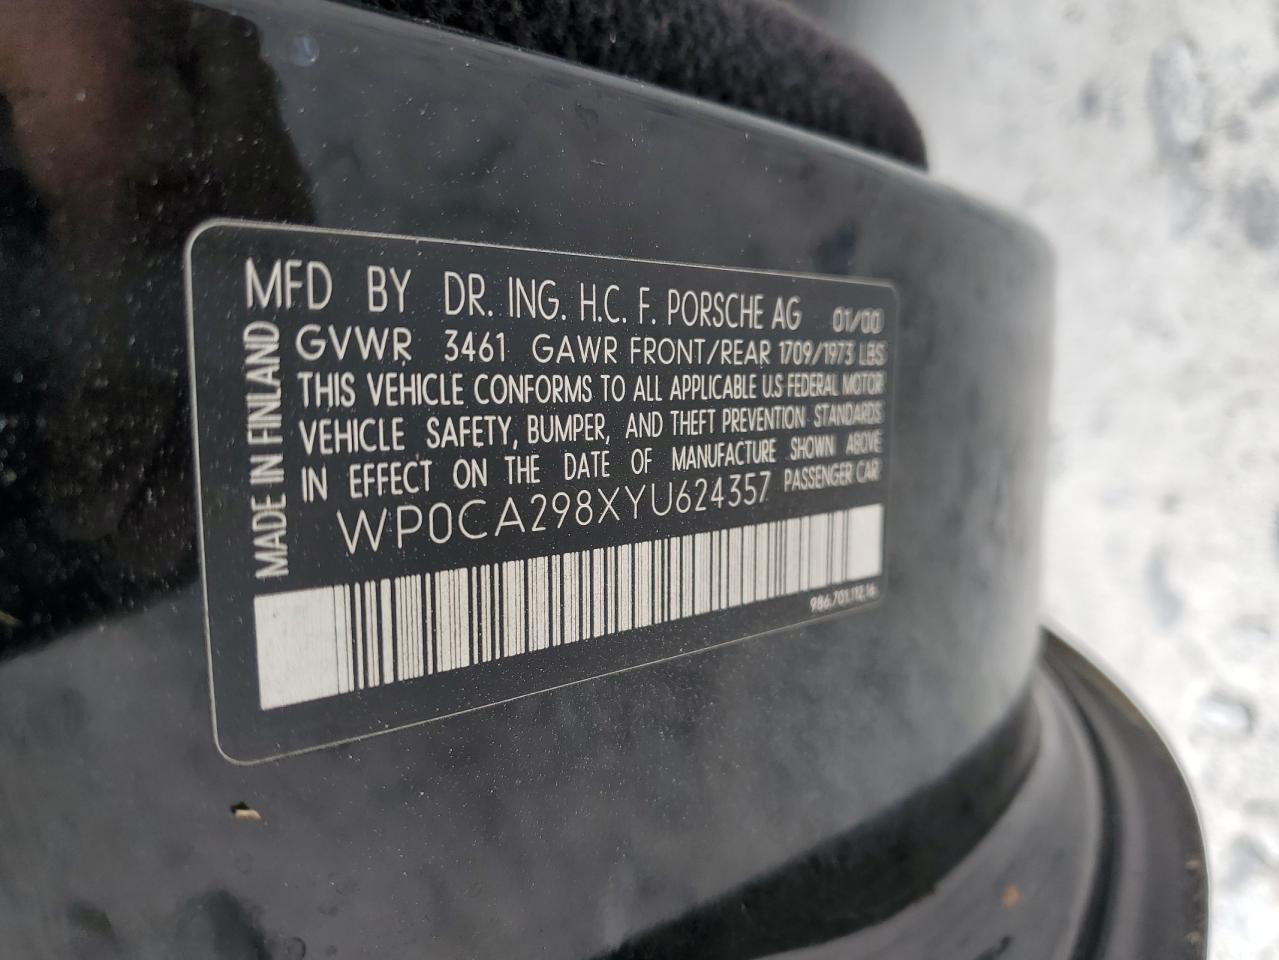 MFD BY DR. ING. H.C. F. PORSCHE AG 01/00
GVWR 3461 GAWR FRONT/REAR 1709/1973 LBS
THIS VEHICLE CONFORMS TO ALL APPLICABLE U.S FEDERAL MOTOR
VEHICLE SAFETY, BUMPER, AND THEFT PREVENTION STANDARDS
IN EFFECT ON THE DATE OF MANUFACTURE SHOWN ABOVE
WP0CA298XYU624357 PASSENGER CAR
MADE IN FINLAND
986.701.112.16